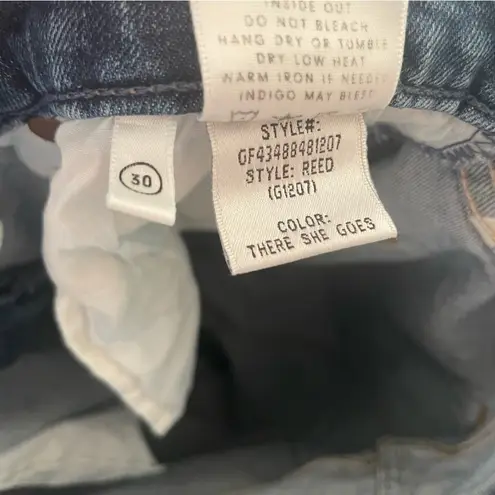 INSIDE OUT
DO NOT BLEACH
HANG DRY OR TUMBLE
DRY LOW HEAT
WARM IRON IF NEEDED
INDIGO MAY BLEED
30
STYLE#:
GF43488481207
STYLE: REED
(G1207)
COLOR:
THERE SHE GOES